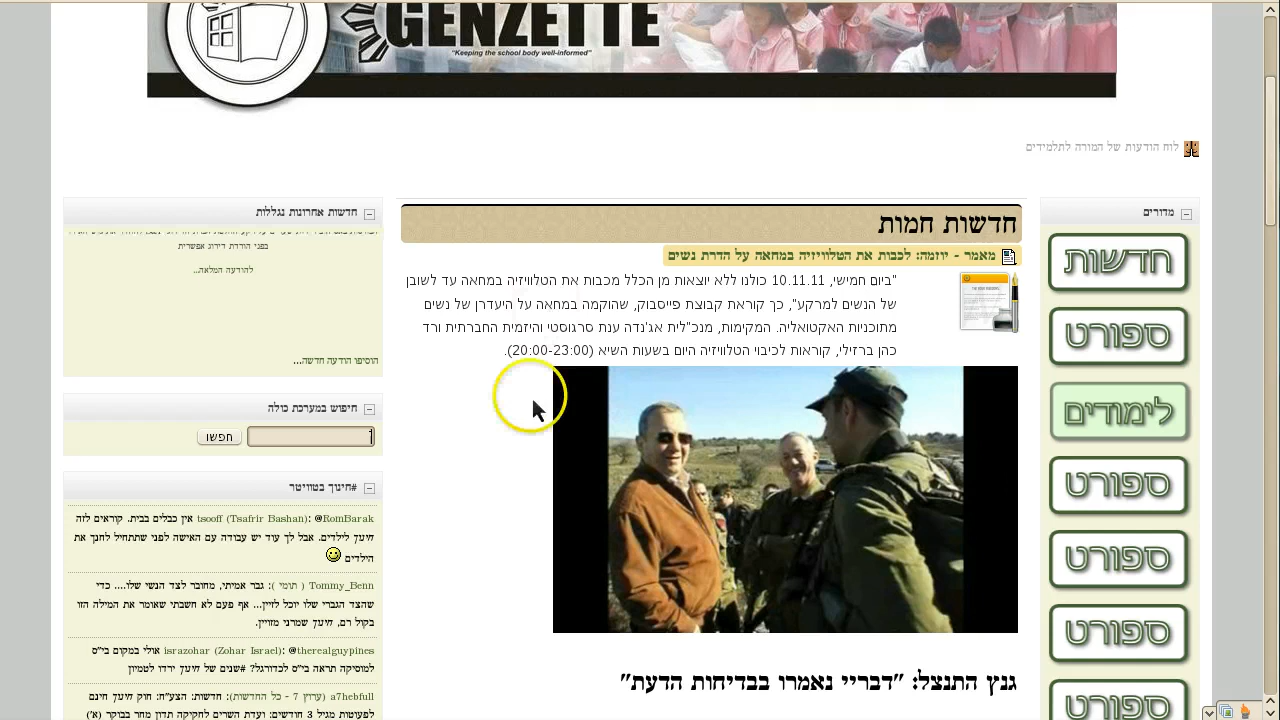 GENZETTE
"Keeping the school body well-informed"
לוח הודעות של המורה לתלמידים
מדורים
חדשות
ספורט
לימודים
ספורט
ספורט
ספורט
ספורט
חדשות חמות
מאמר - יוזמה: לכבות את הטלוויזיה במחאה על הדרת נשים
"ביום חמישי, 10.11.11 כולנו ללא יוצאות מן הכלל מכבות את הטלוויזיה במחאה עד לשובן
של הנשים למרקע". כך קוראת קבוצת פייסבוק, שהוקמה במחאה על היעדרן של נשים
מתוכניות האקטואליה. המקימות, מנכ"לית אג'נדה ענת סרגוסטי והיזמית החברתית ורד
כהן ברזילי, קוראות לכיבוי הטלוויזיה היום בשעות השיא (20:00-23:00).
גנץ התנצל: "דבריי נאמרו בבדיחות הדעת"
חדשות אחרונות נגללות
בפני הורדת דירוג אפשרית
להודעה המלאה..
הוסיפו הודעה חדשה...
חיפוש במערכת כולה
חפשו
#חינוך בטוויטר
tsooff (Tsafrir Bashan): @RomBarak אין כבלים בבית. קוראים לזה
חינוך לילדים. אבל לך עוד יש עבודה עם האישה לפני שתתחיל לחנך את
הילדים
Tommy_Benn ( תומי ): גבר אמיתי, מחובר לצד הנשי שלו.... כדי
שהצד הגברי שלו יוכל לזיין... אף פעם לא חשבתי שאומר את המילה הזו
בקול רם, חינוך שמרני מזויין.
israzohar (Zohar Israel): @therealguypines אולי במקום בי"ס
למוסיקה תראה בי"ס לכדורגל? #שנים של חינוך ירדו לטמיון
a7hebfull (ערוץ 7 - כל החדשות): חדשות: הצע"ח: חוק חינוך חינם
לפעוטות מגיל 3 חודשים: ועדת השרים לחקיקה תדון מחר בבוקר (א')